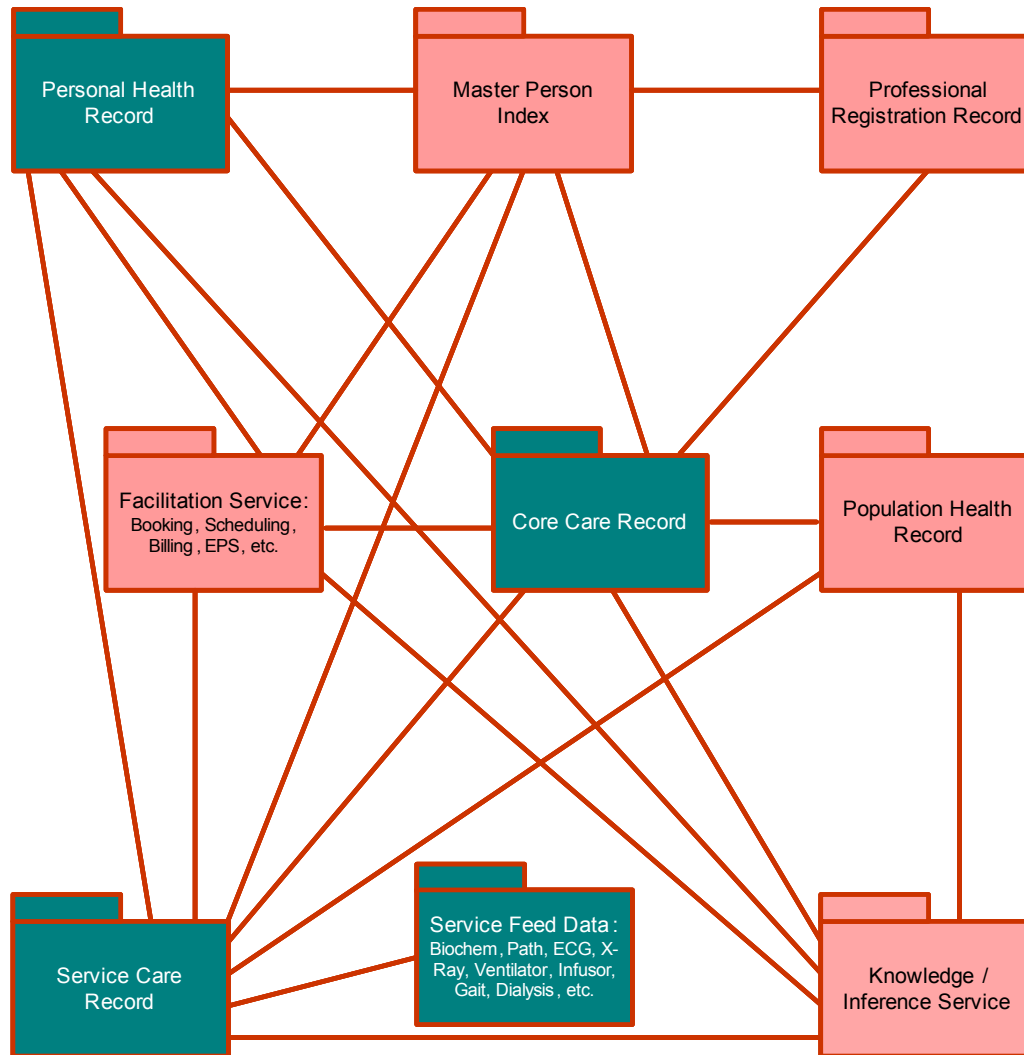 Personal Health
Record
Master Person
Index
Professional
Registration Record
Facilitation Service:
Booking, Scheduling,
Billing, EPS, etc.
Core Care Record
Population Health
Record
Service Care
Record
Service Feed Data:
Biochem, Path, ECG, X-
Ray, Ventilator, Infusor,
Gait, Dialysis, etc.
Knowledge /
Inference Service